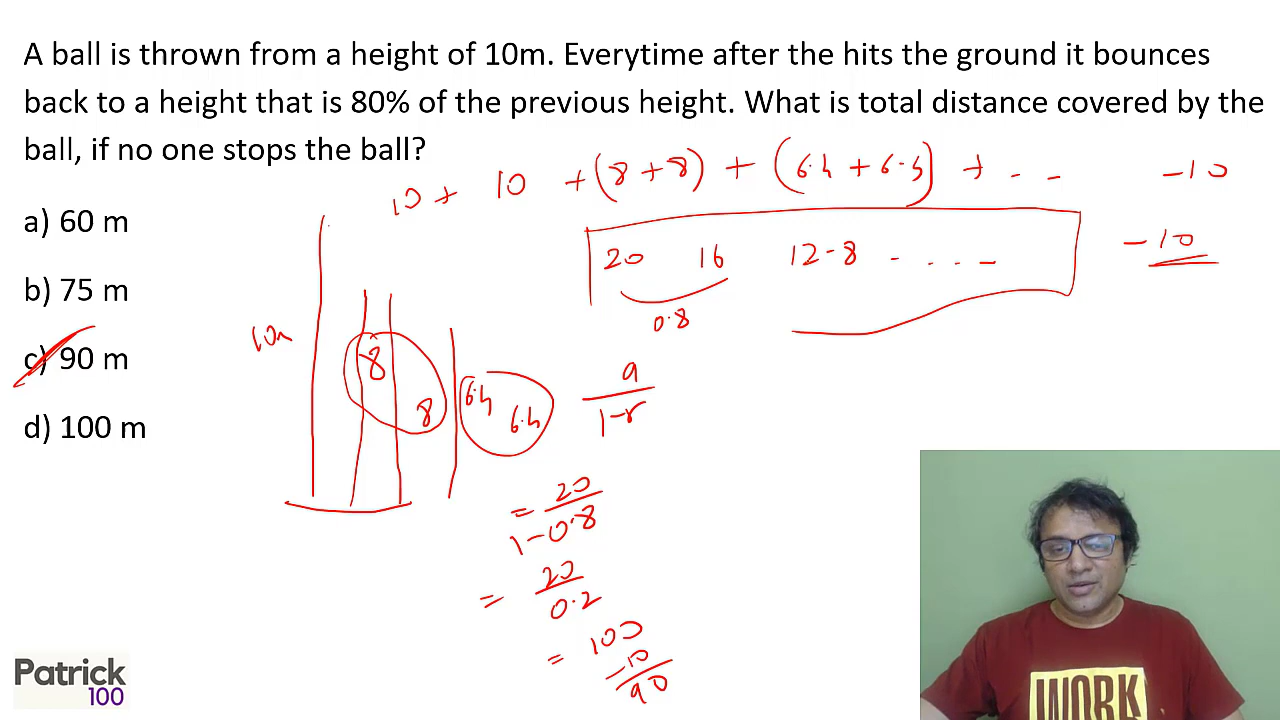 A ball is thrown from a height of 10m. Everytime after the hits the ground it bounces
back to a height that is 80% of the previous height. What is total distance covered by the
ball, if no one stops the ball?
10 + 10 + (8 + 8) + (6.4 + 6.4) + . . - 10
a) 60 m
20 16 12.8 . . . . - 10
0.8
b) 75 m
10m
c) 90 m
8
8
6.4
6.4
a
1-r
d) 100 m
= 20
1-0.8
= 20
0.2
= 100
-10
90
Patrick
100
WORK